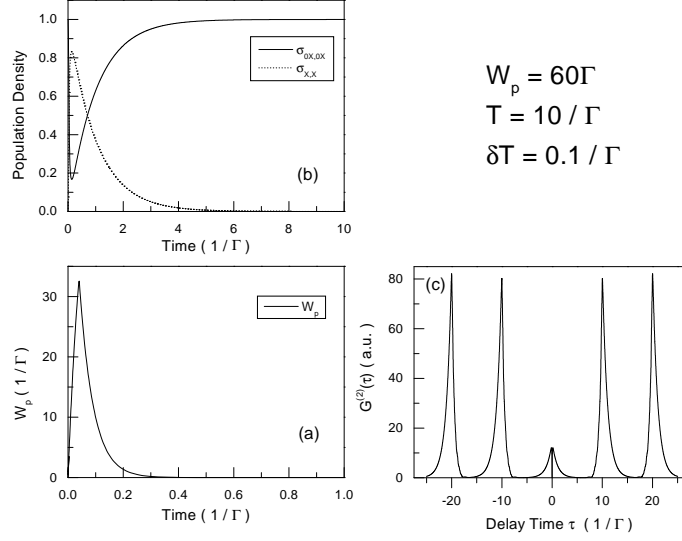 1.0
0.8
0.6
0.4
0.2
0.0
Population Density
σ0X,0X
σX,X
(b)
0 2 4 6 8 10
Time ( 1 / Γ )
Wp = 60Γ
T = 10 / Γ
δT = 0.1 / Γ
30
20
10
0
Wp ( 1 / Γ )
Wp
(a)
0.0 0.2 0.4 0.6 0.8 1.0
Time ( 1 / Γ )
80
60
40
20
0
G(2)(τ) ( a.u. )
(c)
-20 -10 0 10 20
Delay Time τ ( 1 / Γ )